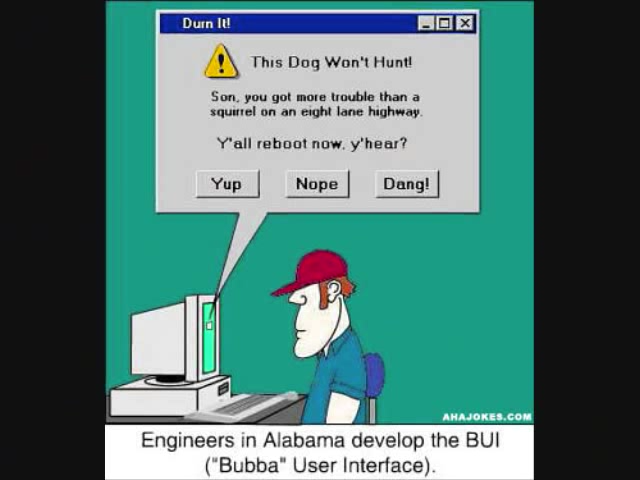 Durn It!
This Dog Won't Hunt!
Son, you got more trouble than a
squirrel on an eight lane highway.
Y'all reboot now, y'hear?
Yup Nope Dang!
AHAJOKES.COM
Engineers in Alabama develop the BUI
("Bubba" User Interface).